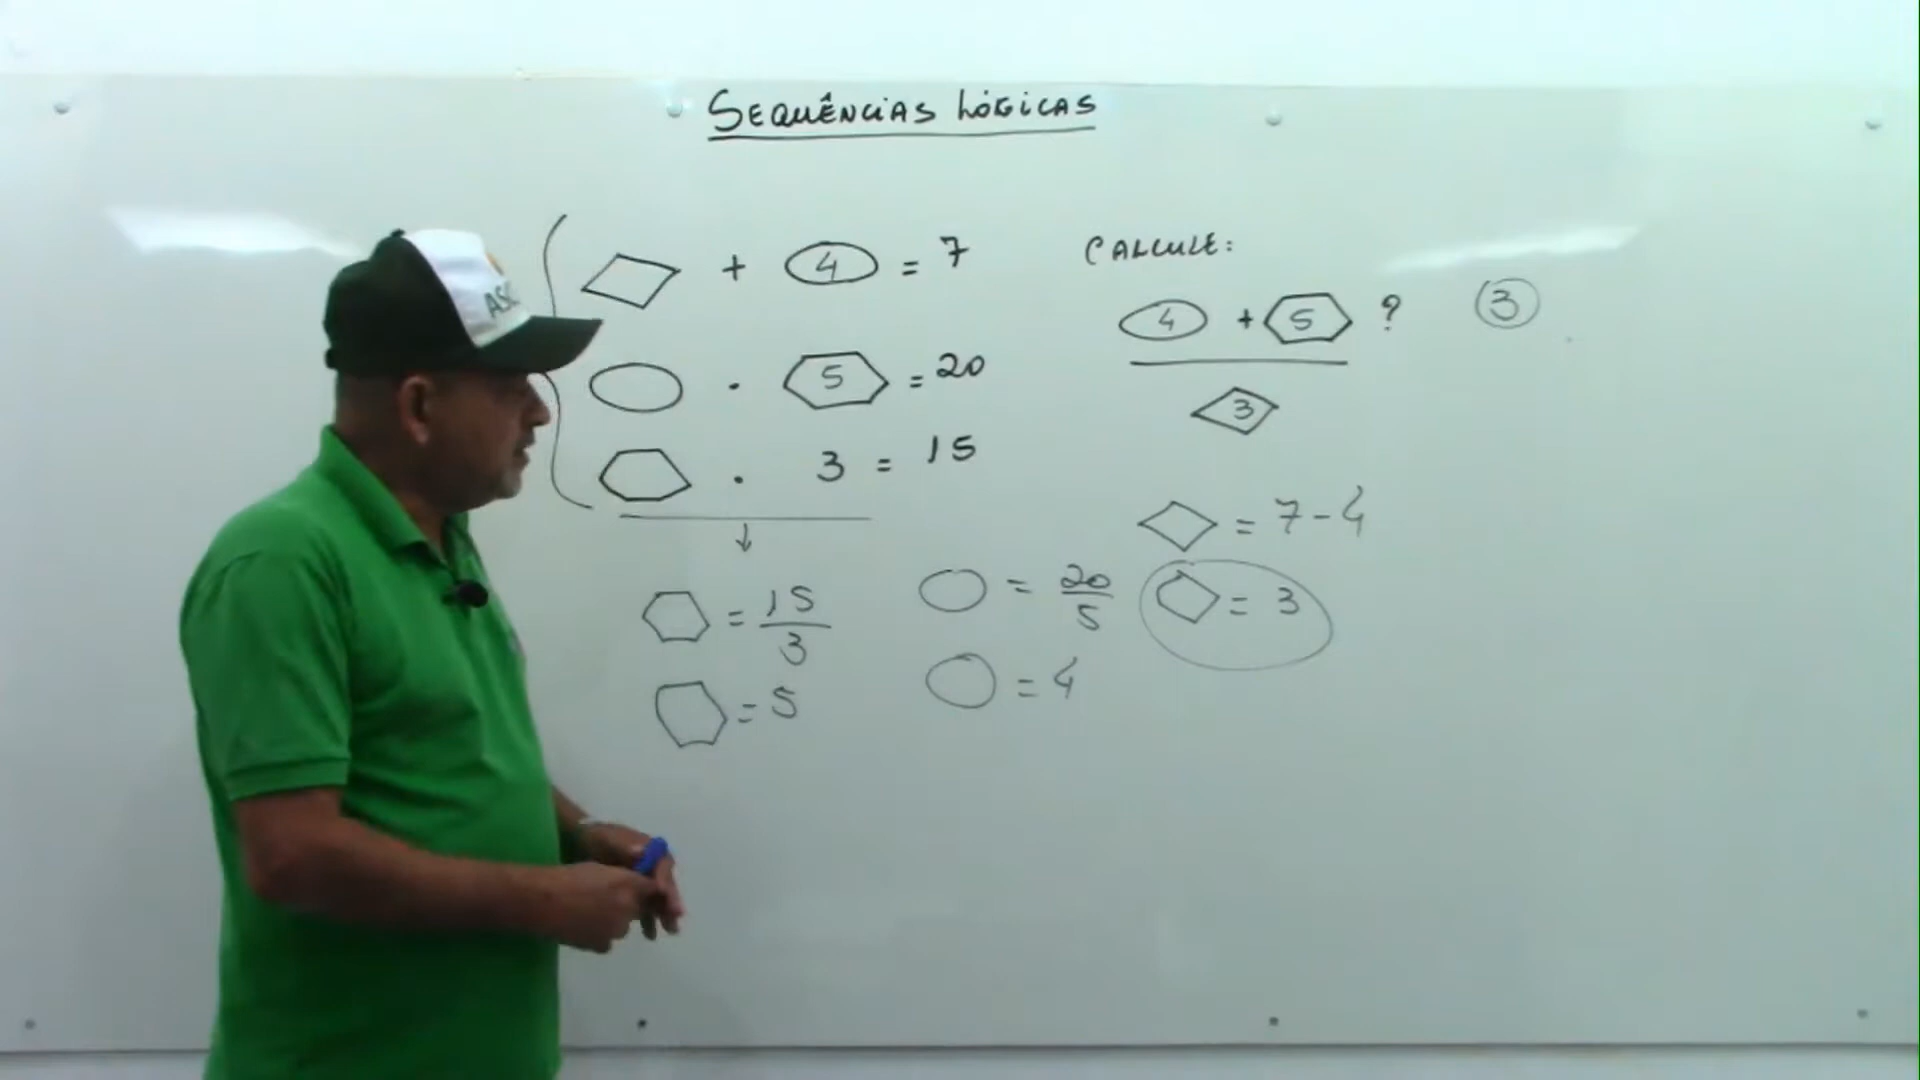 SEQUÊNCIAS LÓGICAS
+ 4 = 7
. 5 = 20
. 3 = 15
CALCULE:
4 + 5 ? 3
3
= 15
3
= 5
= 20
5
= 4
= 7 - 4
= 3